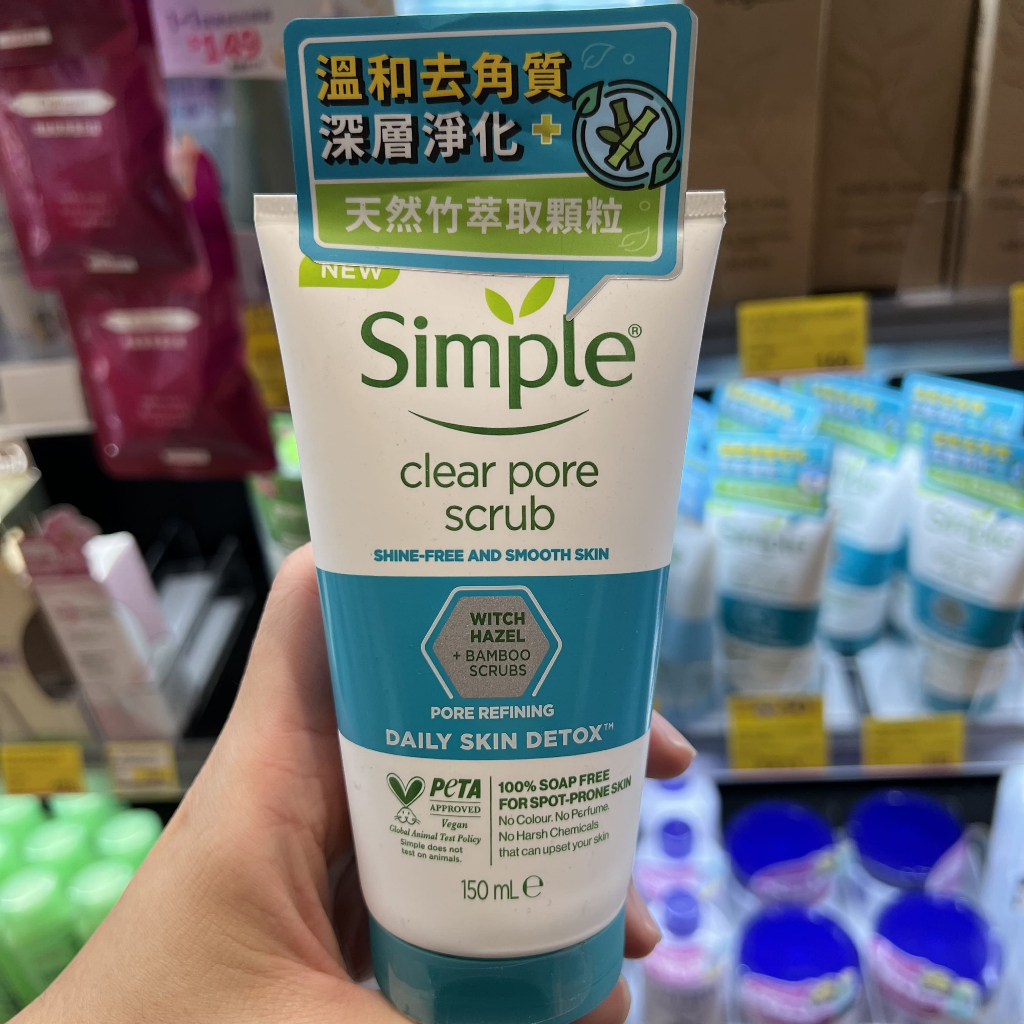 $149
溫和去角質
深層淨化+
天然竹萃取顆粒
NEW
Simple®
clear pore
scrub
SHINE-FREE AND SMOOTH SKIN
WITCH
HAZEL
+ BAMBOO
SCRUBS
PORE REFINING
DAILY SKIN DETOX™
PeTA
APPROVED
Vegan
Global Animal Test Policy
Simple does not
test on animals.
100% SOAP FREE
FOR SPOT-PRONE SKIN
No Colour. No Perfume.
No Harsh Chemicals
that can upset your skin
150 mL e